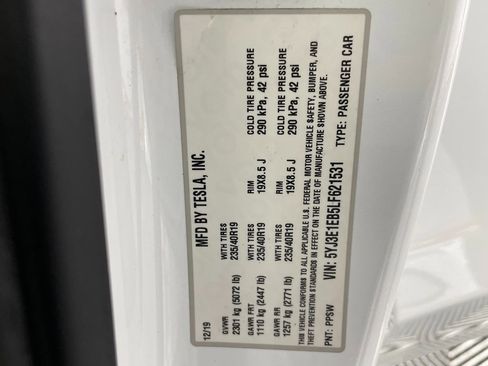 MFD BY TESLA, INC.
12/19
GVWR WITH TIRES RIM COLD TIRE PRESSURE
2301 kg (5072 lb) 235/40R19 19X8.5 J 290 kPa, 42 psi
GAWR FRT WITH TIRES RIM COLD TIRE PRESSURE
1110 kg (2447 lb) 235/40R19 19X8.5 J 290 kPa, 42 psi
GAWR RR
1257 kg (2771 lb) 235/40R19
THIS VEHICLE CONFORMS TO ALL APPLICABLE U.S. FEDERAL MOTOR VEHICLE SAFETY, BUMPER, AND
THEFT PREVENTION STANDARDS IN EFFECT ON THE DATE OF MANUFACTURE SHOWN ABOVE.
VIN: 5YJ3E1EB5LF621531
PNT: PPSW TYPE: PASSENGER CAR